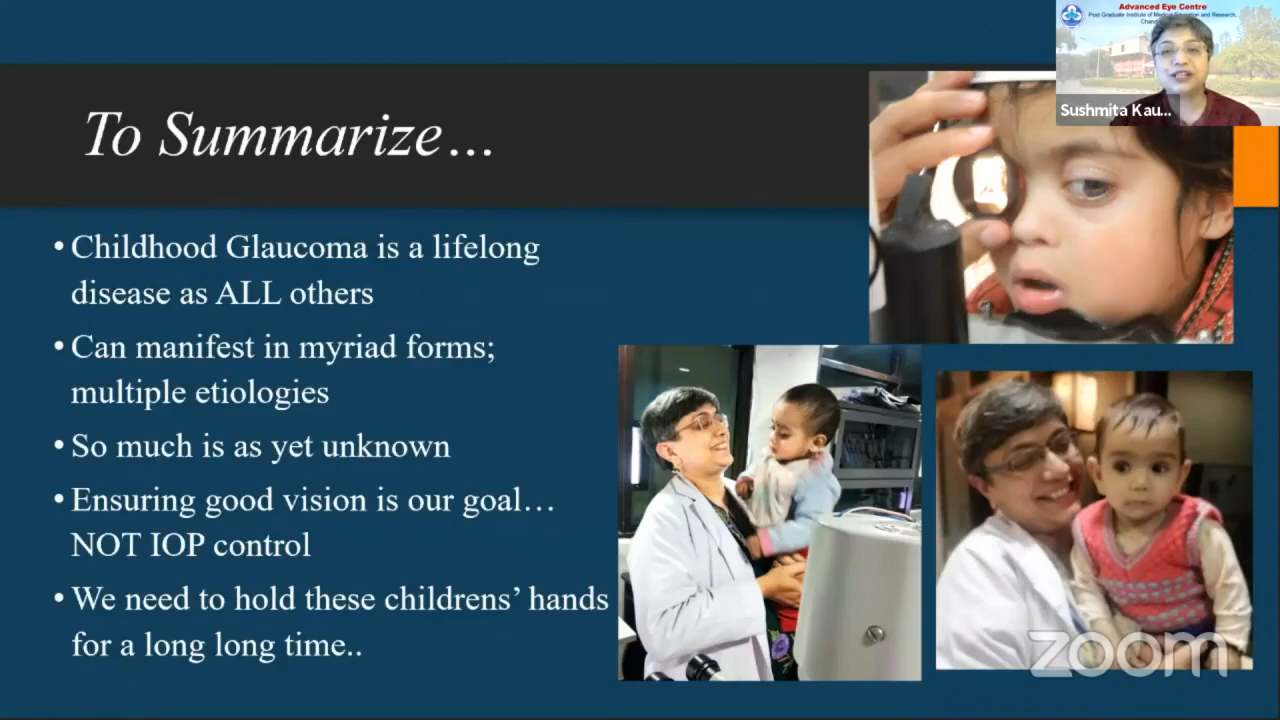 Advanced Eye Centre
Post Graduate Institute of Medical Education and Research,
Sushmita Kau...
To Summarize...
• Childhood Glaucoma is a lifelong
disease as ALL others
• Can manifest in myriad forms;
multiple etiologies
• So much is as yet unknown
• Ensuring good vision is our goal...
NOT IOP control
• We need to hold these childrens' hands
for a long long time..
zoom